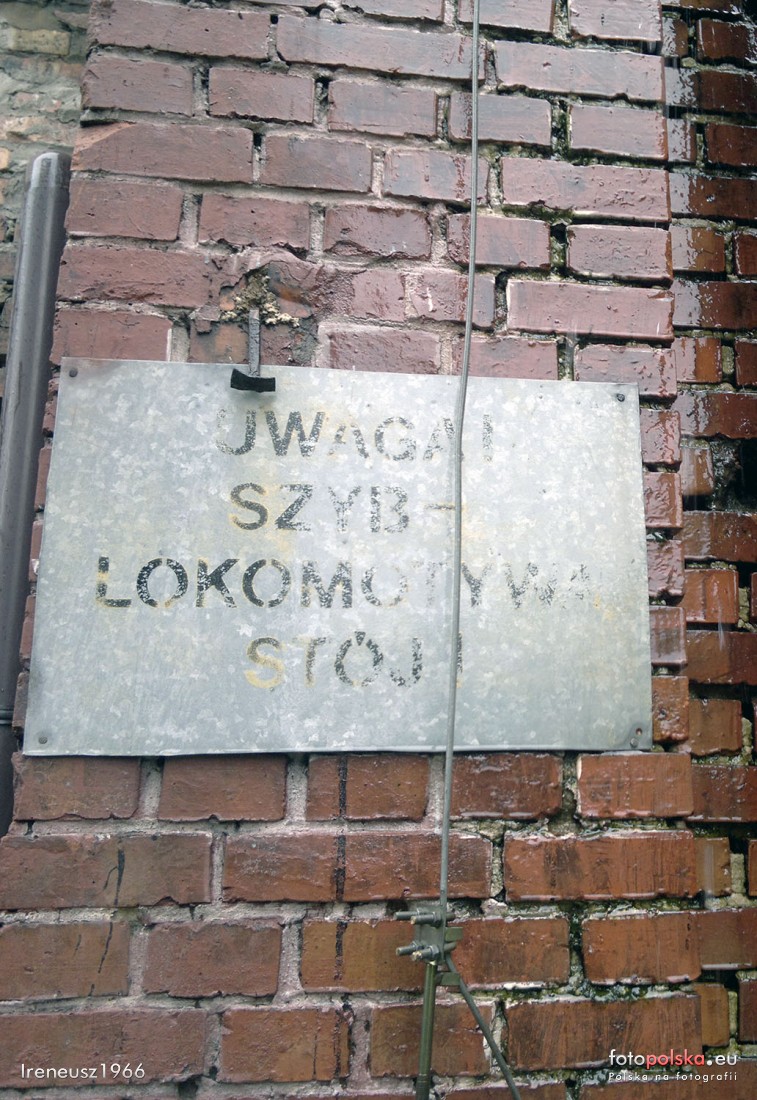 UWAGA!
SZYB -
LOKOMOTYWA
STÓJ!
Ireneusz1966
fotopolska.eu
Polska na fotografii